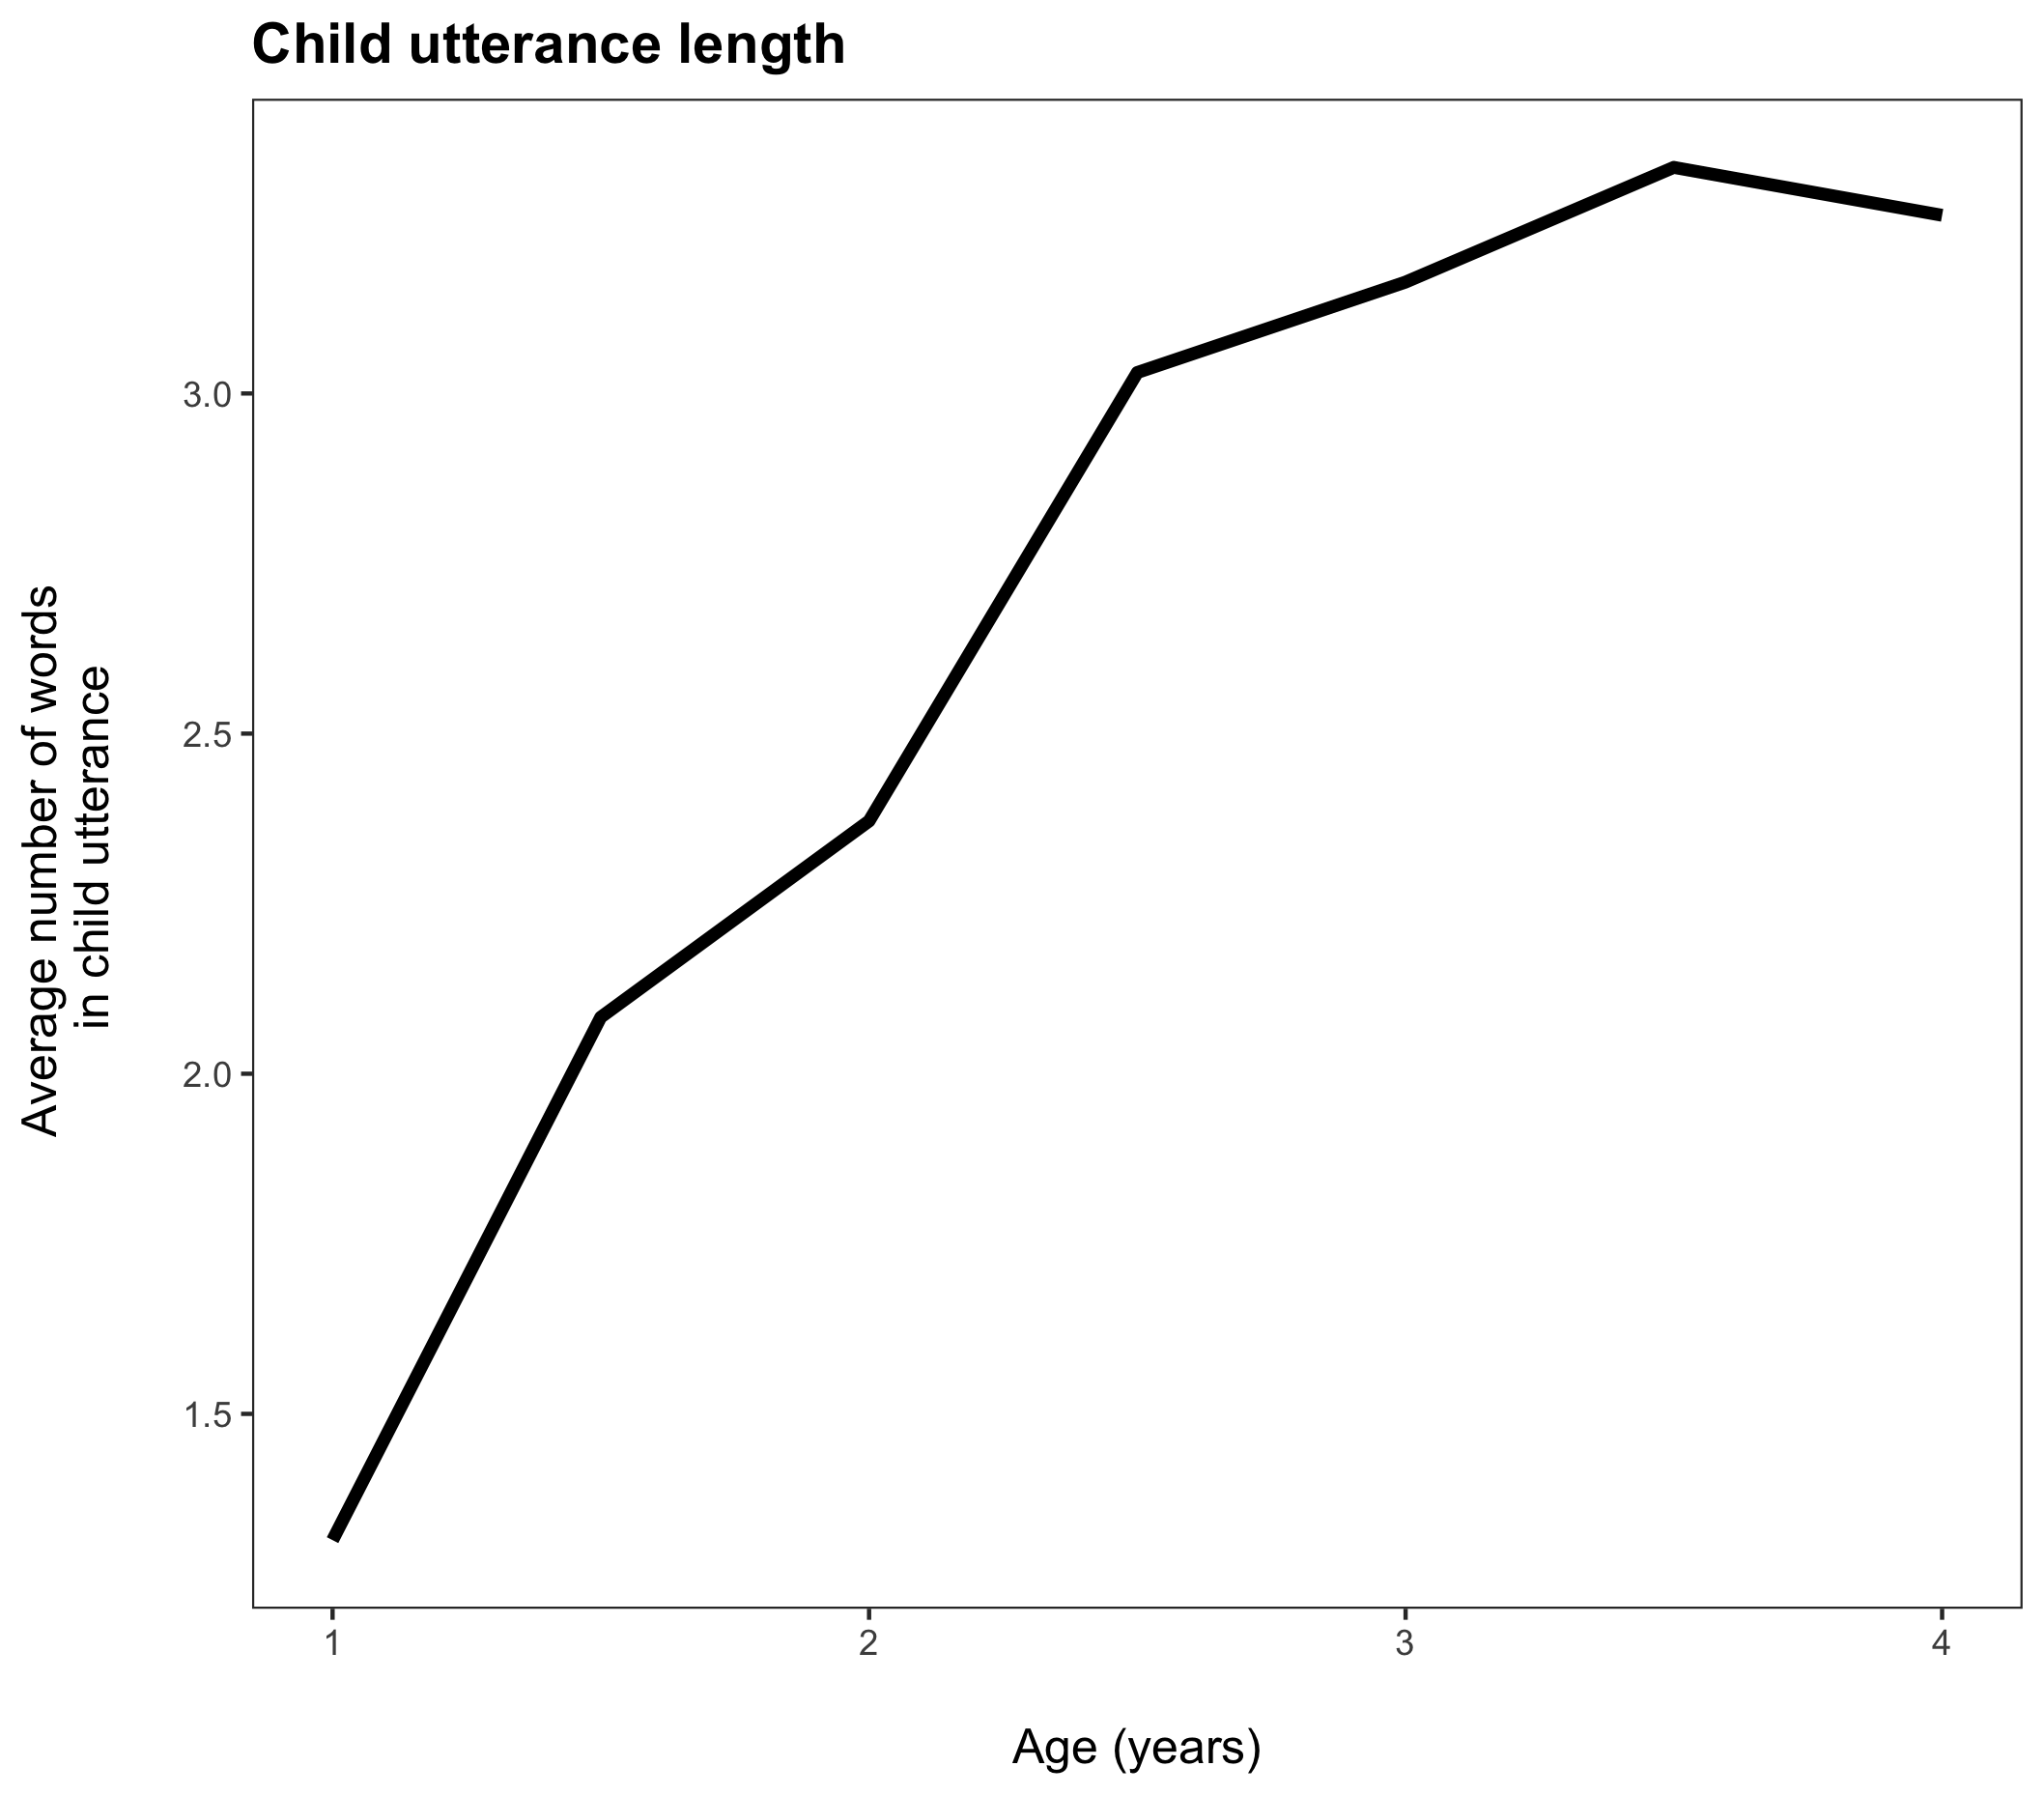 Child utterance length
Average number of words
in child utterance
3.0
2.5
2.0
1.5
1
2
3
4
Age (years)